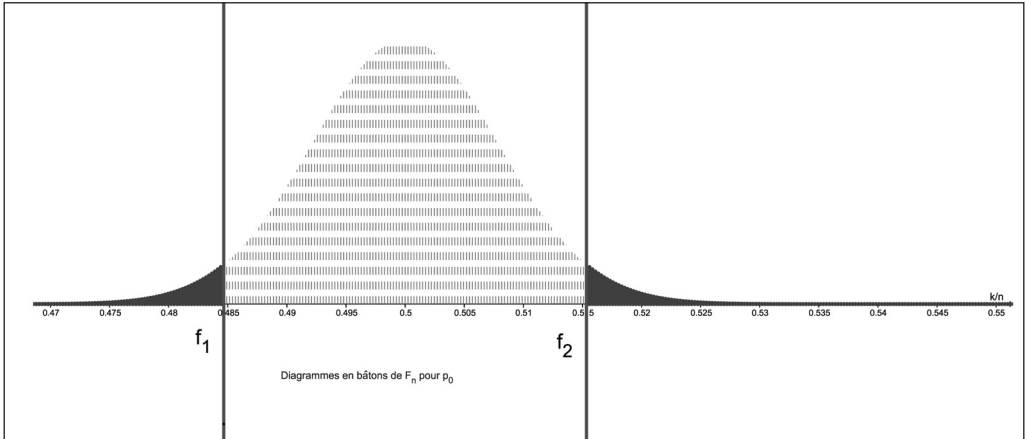 k/n
0.47 0.475 0.48 0.485 0.49 0.495 0.5 0.505 0.51 0.515 0.52 0.525 0.53 0.535 0.54 0.545 0.55
f₁ f₂
Diagrammes en bâtons de Fₙ pour p₀